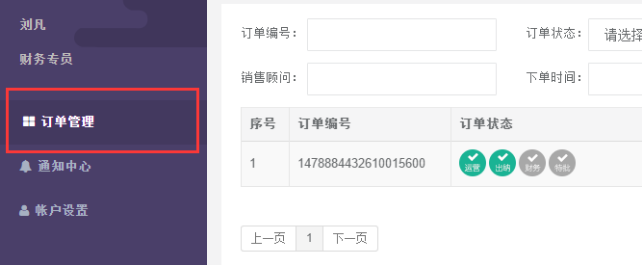 刘凡
财务专员
订单管理
通知中心
帐户设置
订单编号:
订单状态: 请选择
销售顾问:
下单时间:
序号 订单编号 订单状态
1 1478884432610015600 运营 出纳 财务 特批
上一页 1 下一页